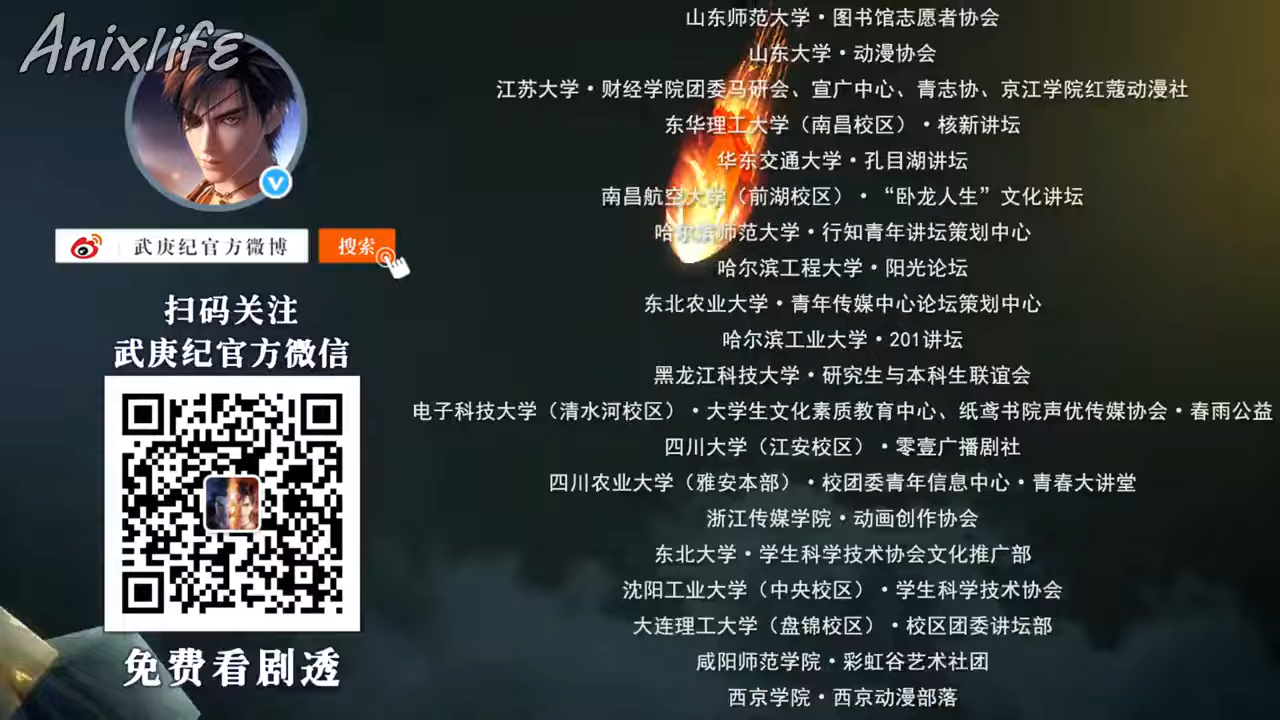 Anixlife
武庚纪官方微博
搜索
扫码关注
武庚纪官方微信
免费看剧透
山东师范大学·图书馆志愿者协会
山东大学·动漫协会
江苏大学·财经学院团委马研会、宣广中心、青志协、京江学院红蔻动漫社
东华理工大学（南昌校区）·核新讲坛
华东交通大学·孔目湖讲坛
南昌航空大学（前湖校区）·“卧龙人生”文化讲坛
哈尔滨师范大学·行知青年讲坛策划中心
哈尔滨工程大学·阳光论坛
东北农业大学·青年传媒中心论坛策划中心
哈尔滨工业大学·201讲坛
黑龙江科技大学·研究生与本科生联谊会
电子科技大学（清水河校区）·大学生文化素质教育中心、纸鸢书院声优传媒协会·春雨公益
四川大学（江安校区）·零壹广播剧社
四川农业大学（雅安本部）·校团委青年信息中心·青春大讲堂
浙江传媒学院·动画创作协会
东北大学·学生科学技术协会文化推广部
沈阳工业大学（中央校区）·学生科学技术协会
大连理工大学（盘锦校区）·校区团委讲坛部
咸阳师范学院·彩虹谷艺术社团
西京学院·西京动漫部落